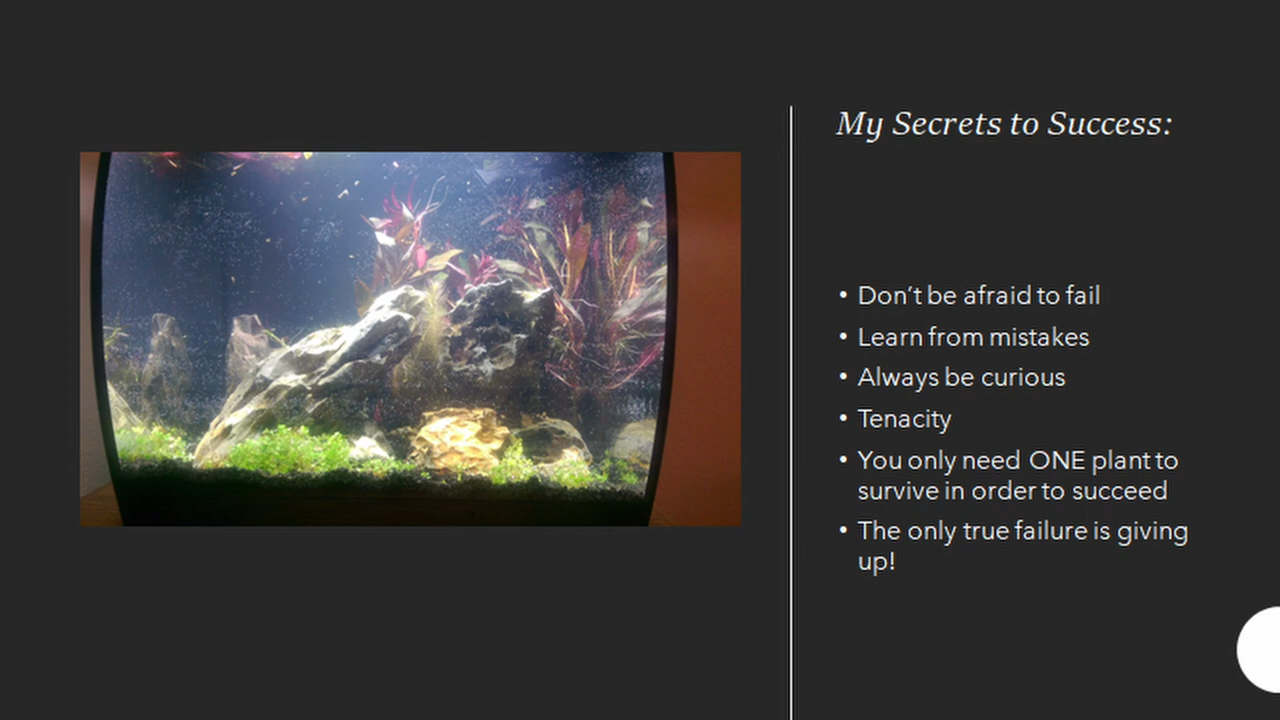 My Secrets to Success:
• Don't be afraid to fail
• Learn from mistakes
• Always be curious
• Tenacity
• You only need ONE plant to
survive in order to succeed
• The only true failure is giving
up!